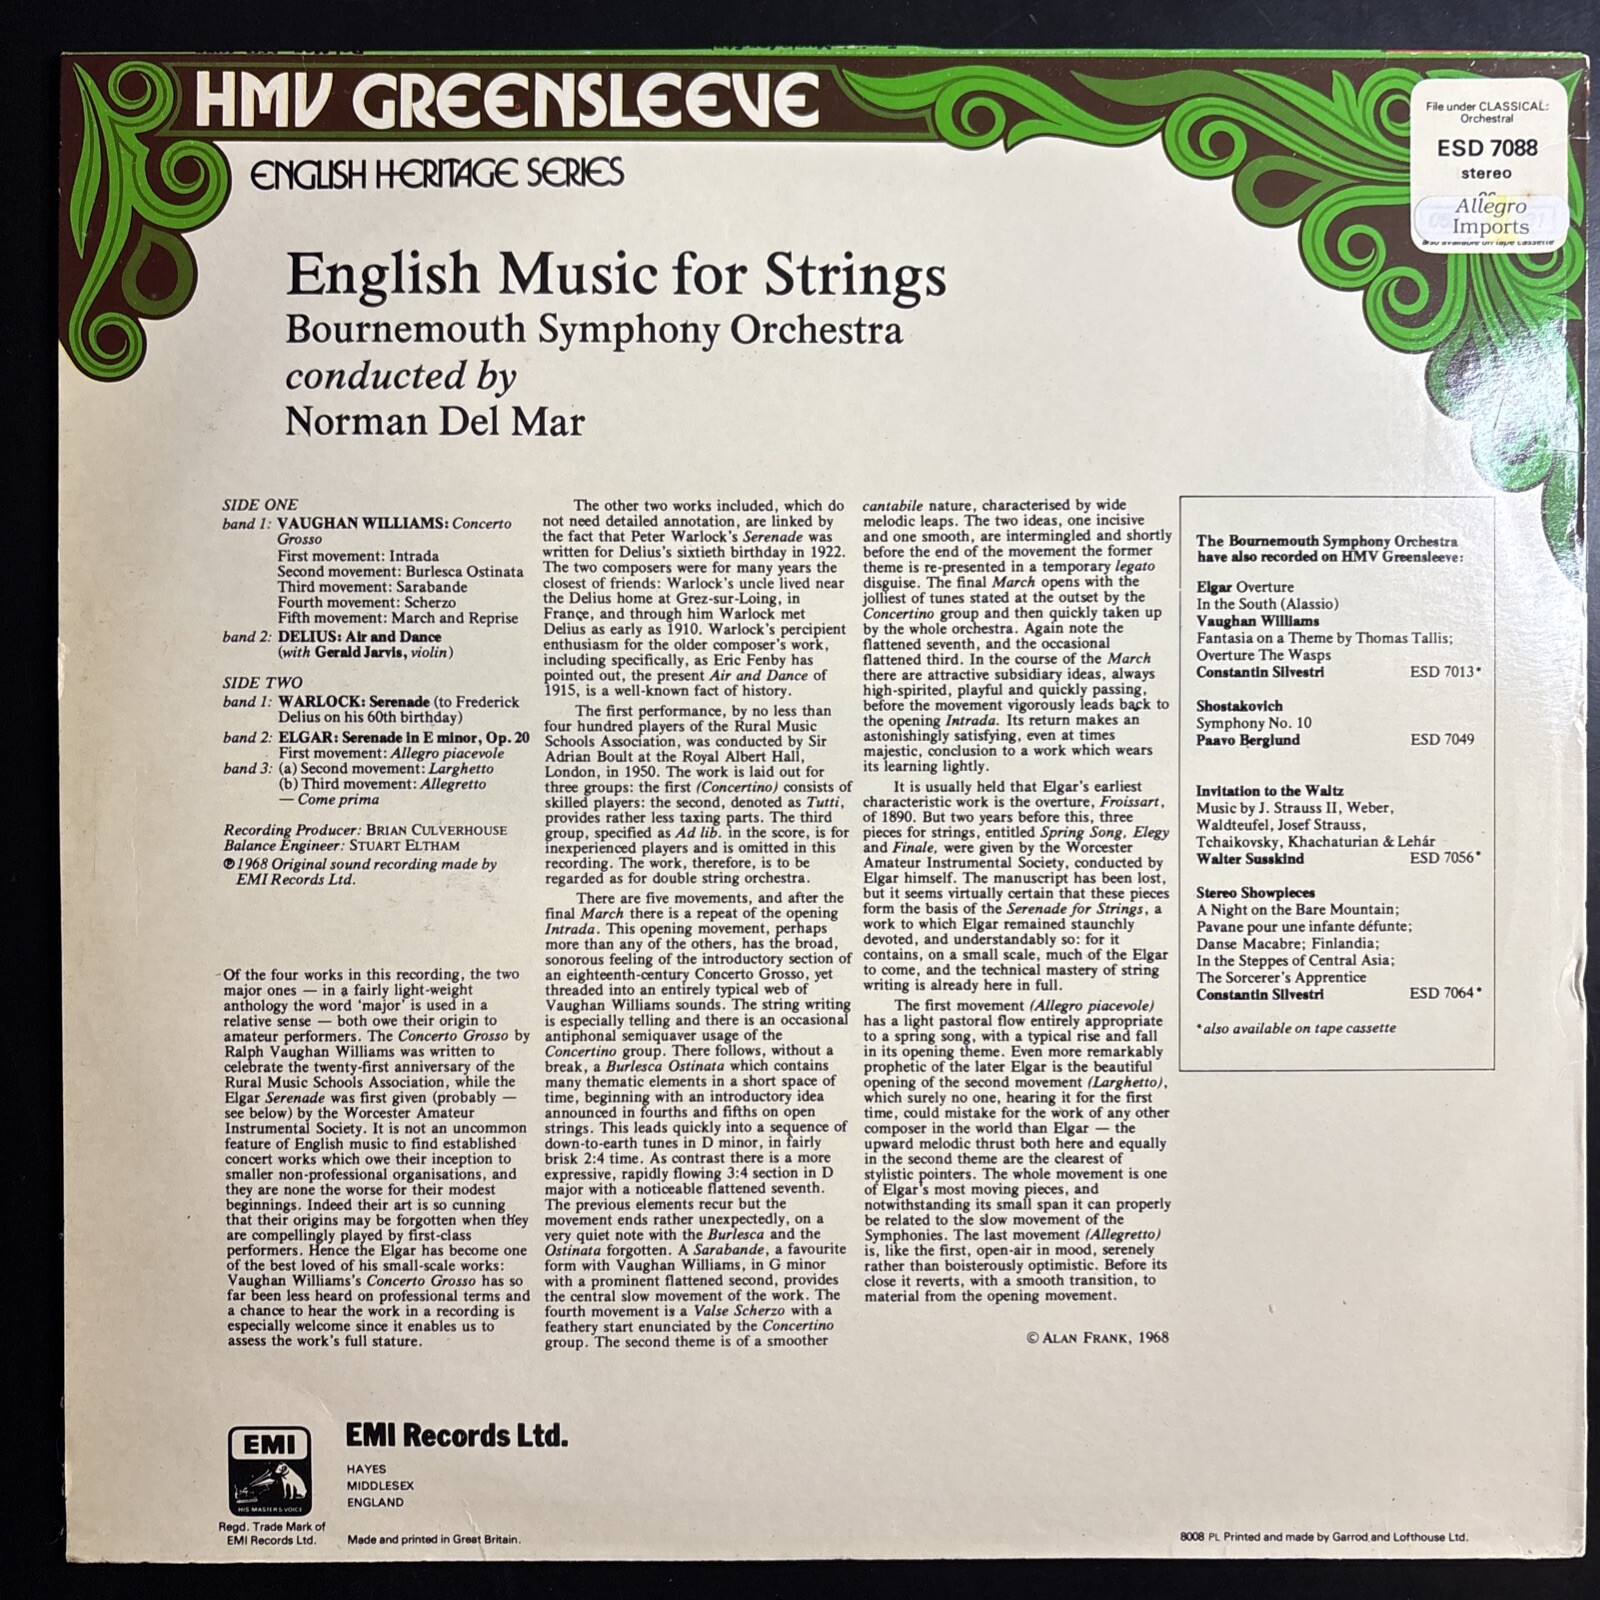 HMV GREENSLEEVE
ENGLISH HERITAGE SERIES
File under CLASSICAL:
Orchestral
ESD 7088
stereo
Allegro
Imports
also available on tape cassette
English Music for Strings
Bournemouth Symphony Orchestra
conducted by
Norman Del Mar
SIDE ONE
band 1: VAUGHAN WILLIAMS: Concerto
Grosso
First movement: Intrada
Second movement: Burlesca Ostinata
Third movement: Sarabande
Fourth movement: Scherzo
Fifth movement: March and Reprise
band 2: DELIUS: Air and Dance
(with Gerald Jarvis, violin)
SIDE TWO
band 1: WARLOCK: Serenade (to Frederick
Delius on his 60th birthday)
band 2: ELGAR: Serenade in E minor, Op. 20
First movement: Allegro piacevole
band 3: (a) Second movement: Larghetto
(b) Third movement: Allegretto
— Come prima
Recording Producer: BRIAN CULVERHOUSE
Balance Engineer: STUART ELTHAM
℗ 1968 Original sound recording made by
EMI Records Ltd.
Of the four works in this recording, the two
major ones — in a fairly light-weight
anthology the word 'major' is used in a
relative sense — both owe their origin to
amateur performers. The Concerto Grosso by
Ralph Vaughan Williams was written to
celebrate the twenty-first anniversary of the
Rural Music Schools Association, while the
Elgar Serenade was first given (probably —
see below) by the Worcester Amateur
Instrumental Society. It is not an uncommon
feature of English music to find established
concert works which owe their inception to
smaller non-professional organisations, and
they are none the worse for their modest
beginnings. Indeed their art is so cunning
that their origins may be forgotten when they
are compellingly played by first-class
performers. Hence the Elgar has become one
of the best loved of his small-scale works:
Vaughan Williams's Concerto Grosso has so
far been less heard on professional terms and
a chance to hear the work in a recording is
especially welcome since it enables us to
assess the work's full stature.
The other two works included, which do
not need detailed annotation, are linked by
the fact that Peter Warlock's Serenade was
written for Delius's sixtieth birthday in 1922.
The two composers were for many years the
closest of friends: Warlock's uncle lived near
the Delius home at Grez-sur-Loing, in
France, and through him Warlock met
Delius as early as 1910. Warlock's percipient
enthusiasm for the older composer's work,
including specifically, as Eric Fenby has
pointed out, the present Air and Dance of
1915, is a well-known fact of history.
The first performance, by no less than
four hundred players of the Rural Music
Schools Association, was conducted by Sir
Adrian Boult at the Royal Albert Hall,
London, in 1950. The work is laid out for
three groups: the first (Concertino) consists of
skilled players: the second, denoted as Tutti,
provides rather less taxing parts. The third
group, specified as Ad lib. in the score, is for
inexperienced players and is omitted in this
recording. The work, therefore, is to be
regarded as for double string orchestra.
There are five movements, and after the
final March there is a repeat of the opening
Intrada. This opening movement, perhaps
more than any of the others, has the broad,
sonorous feeling of the introductory section of
an eighteenth-century Concerto Grosso, yet
threaded into an entirely typical web of
Vaughan Williams sounds. The string writing
is especially telling and there is an occasional
antiphonal semiquaver usage of the
Concertino group. There follows, without a
break, a Burlesca Ostinata which contains
many thematic elements in a short space of
time, beginning with an introductory idea
announced in fourths and fifths on open
strings. This leads quickly into a sequence of
down-to-earth tunes in D minor, in fairly
brisk 2:4 time. As contrast there is a more
expressive, rapidly flowing 3:4 section in D
major with a noticeable flattened seventh.
The previous elements recur but the
movement ends rather unexpectedly, on a
very quiet note with the Burlesca and the
Ostinata forgotten. A Sarabande, a favourite
form with Vaughan Williams, in G minor
with a prominent flattened second, provides
the central slow movement of the work. The
fourth movement is a Valse Scherzo with a
feathery start enunciated by the Concertino
group. The second theme is of a smoother
cantabile nature, characterised by wide
melodic leaps. The two ideas, one incisive
and one smooth, are intermingled and shortly
before the end of the movement the former
theme is re-presented in a temporary legato
disguise. The final March opens with the
jolliest of tunes stated at the outset by the
Concertino group and then quickly taken up
by the whole orchestra. Again note the
flattened seventh, and the occasional
flattened third. In the course of the March
there are attractive subsidiary ideas, always
high-spirited, playful and quickly passing,
before the movement vigorously leads back to
the opening Intrada. Its return makes an
astonishingly satisfying, even at times
majestic, conclusion to a work which wears
its learning lightly.
It is usually held that Elgar's earliest
characteristic work is the overture, Froissart,
of 1890. But two years before this, three
pieces for strings, entitled Spring Song, Elegy
and Finale, were given by the Worcester
Amateur Instrumental Society, conducted by
Elgar himself. The manuscript has been lost,
but it seems virtually certain that these pieces
form the basis of the Serenade for Strings, a
work to which Elgar remained staunchly
devoted, and understandably so: for it
contains, on a small scale, much of the Elgar
to come, and the technical mastery of string
writing is already here in full.
The first movement (Allegro piacevole)
has a light pastoral flow entirely appropriate
to a spring song, with a typical rise and fall
in its opening theme. Even more remarkably
prophetic of the later Elgar is the beautiful
opening of the second movement (Larghetto),
which surely no one, hearing it for the first
time, could mistake for the work of any other
composer in the world than Elgar — the
upward melodic thrust both here and equally
in the second theme are the clearest of
stylistic pointers. The whole movement is one
of Elgar's most moving pieces, and
notwithstanding its small span it can properly
be related to the slow movement of the
Symphonies. The last movement (Allegretto)
is, like the first, open-air in mood, serenely
rather than boisterously optimistic. Before its
close it reverts, with a smooth transition, to
material from the opening movement.
© ALAN FRANK, 1968
The Bournemouth Symphony Orchestra
have also recorded on HMV Greensleeve:
Elgar Overture
In the South (Alassio)
Vaughan Williams
Fantasia on a Theme by Thomas Tallis;
Overture The Wasps
Constantin Silvestri ESD 7013*
Shostakovich
Symphony No. 10
Paavo Berglund ESD 7049
Invitation to the Waltz
Music by J. Strauss II, Weber,
Waldteufel, Josef Strauss,
Tchaikovsky, Khachaturian & Lehár
Walter Susskind ESD 7056*
Stereo Showpieces
A Night on the Bare Mountain;
Pavane pour une infante défunte;
Danse Macabre; Finlandia;
In the Steppes of Central Asia;
The Sorcerer's Apprentice
Constantin Silvestri ESD 7064*
*also available on tape cassette
EMI
HIS MASTERS VOICE
Regd. Trade Mark of
EMI Records Ltd.
EMI Records Ltd.
HAYES
MIDDLESEX
ENGLAND
Made and printed in Great Britain.
8008 PL Printed and made by Garrod and Lofthouse Ltd.